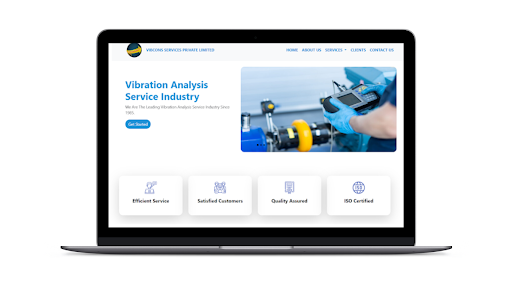 VIBCONS SERVICES PRIVATE LIMITED
HOME ABOUT US SERVICES CLIENTS CONTACT US
Vibration Analysis
Service Industry
We Are The Leading Vibration Analysis Service Industry Since
Get Started
Efficient Service
Satisfied Customers
Quality Assured
ISO Certified